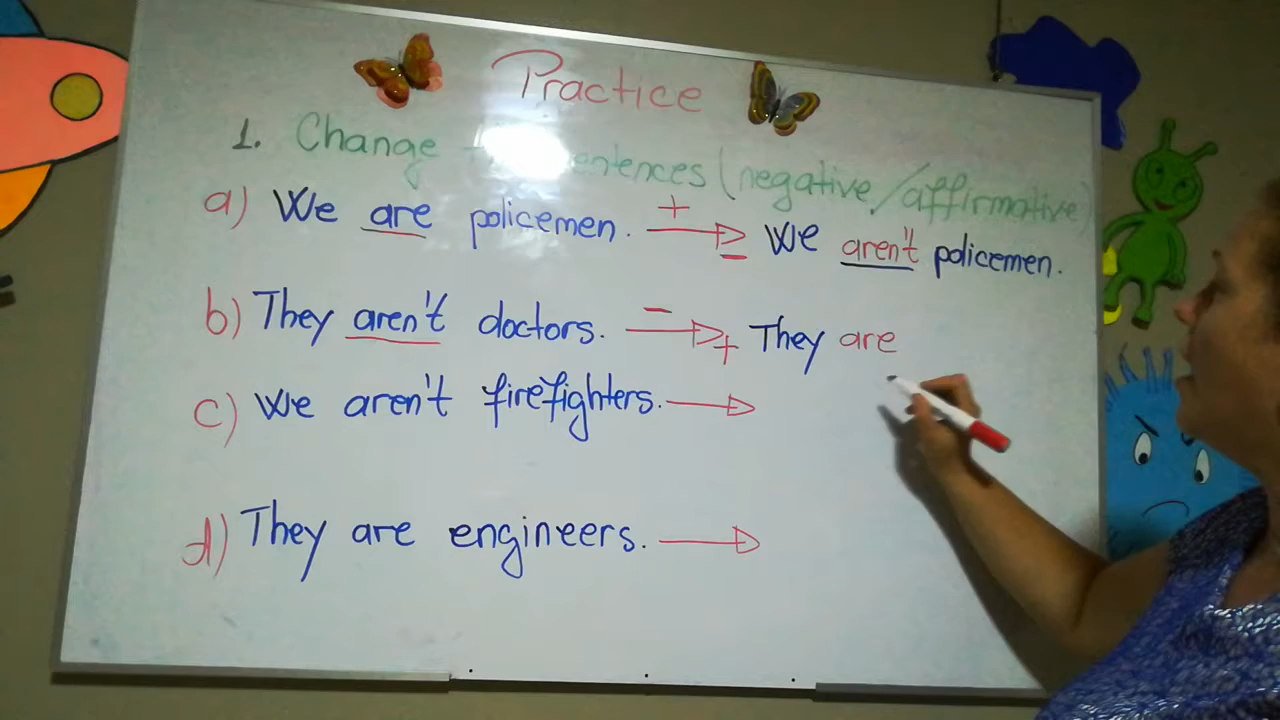 Practice
1. Change sentences (negative/affirmative)
a) We are policemen. + → - We aren't policemen.
b) They aren't doctors. - → + They are
c) We aren't firefighters. →
d) They are engineers. →